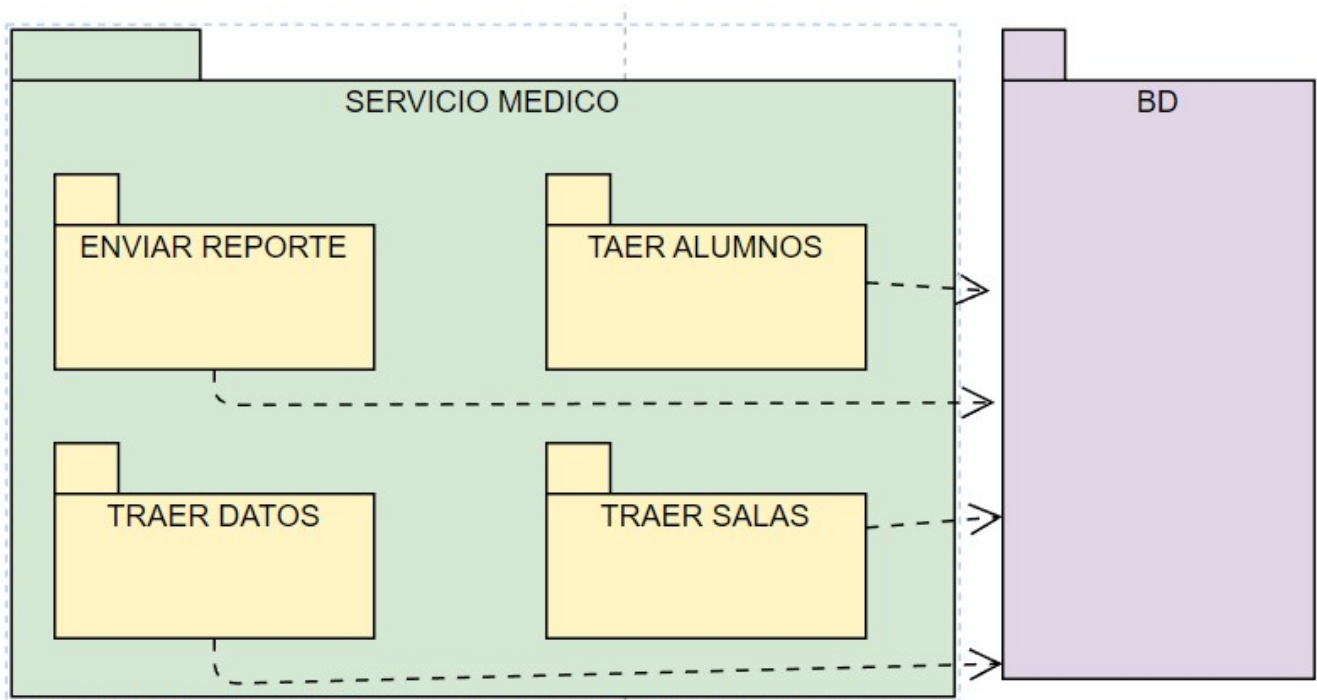 SERVICIO MEDICO
BD
ENVIAR REPORTE
TAER ALUMNOS
TRAER DATOS
TRAER SALAS